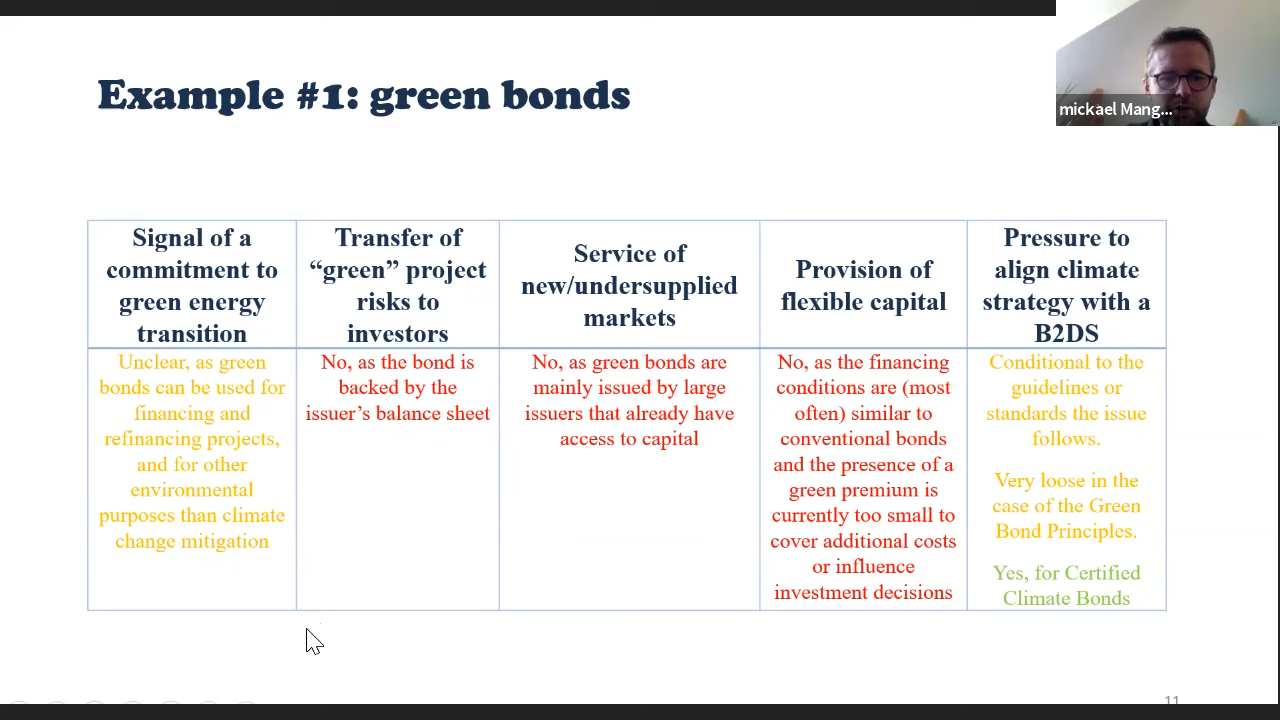 Example #1: green bonds
mickael Mang...
Signal of a
commitment to
green energy
transition
Transfer of
“green” project
risks to
investors
Service of
new/undersupplied
markets
Provision of
flexible capital
Pressure to
align climate
strategy with a
B2DS
Unclear, as green
bonds can be used for
financing and
refinancing projects,
and for other
environmental
purposes than climate
change mitigation
No, as the bond is
backed by the
issuer’s balance sheet
No, as green bonds are
mainly issued by large
issuers that already have
access to capital
No, as the financing
conditions are (most
often) similar to
conventional bonds
and the presence of a
green premium is
currently too small to
cover additional costs
or influence
investment decisions
Conditional to the
guidelines or
standards the issue
follows.
Very loose in the
case of the Green
Bond Principles.
Yes, for Certified
Climate Bonds
11